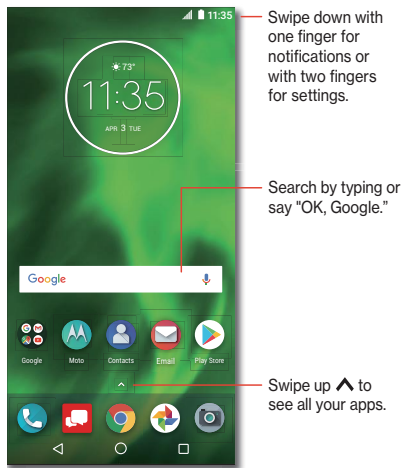 11:35
Swipe down with
one finger for
notifications or
with two fingers
for settings.
73°
11:35
APR 3 TUE
Search by typing or
say "OK, Google."
Google
Google Moto Contacts Email Play Store
Swipe up ^ to
see all your apps.